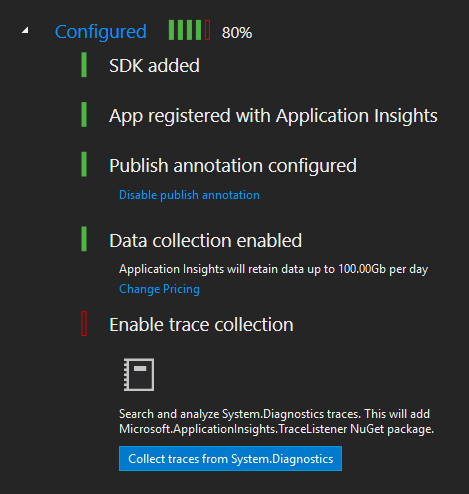 Configured 80%
SDK added
App registered with Application Insights
Publish annotation configured
Disable publish annotation
Data collection enabled
Application Insights will retain data up to 100.00Gb per day
Change Pricing
Enable trace collection
Search and analyze System.Diagnostics traces. This will add
Microsoft.ApplicationInsights.TraceListener NuGet package.
Collect traces from System.Diagnostics